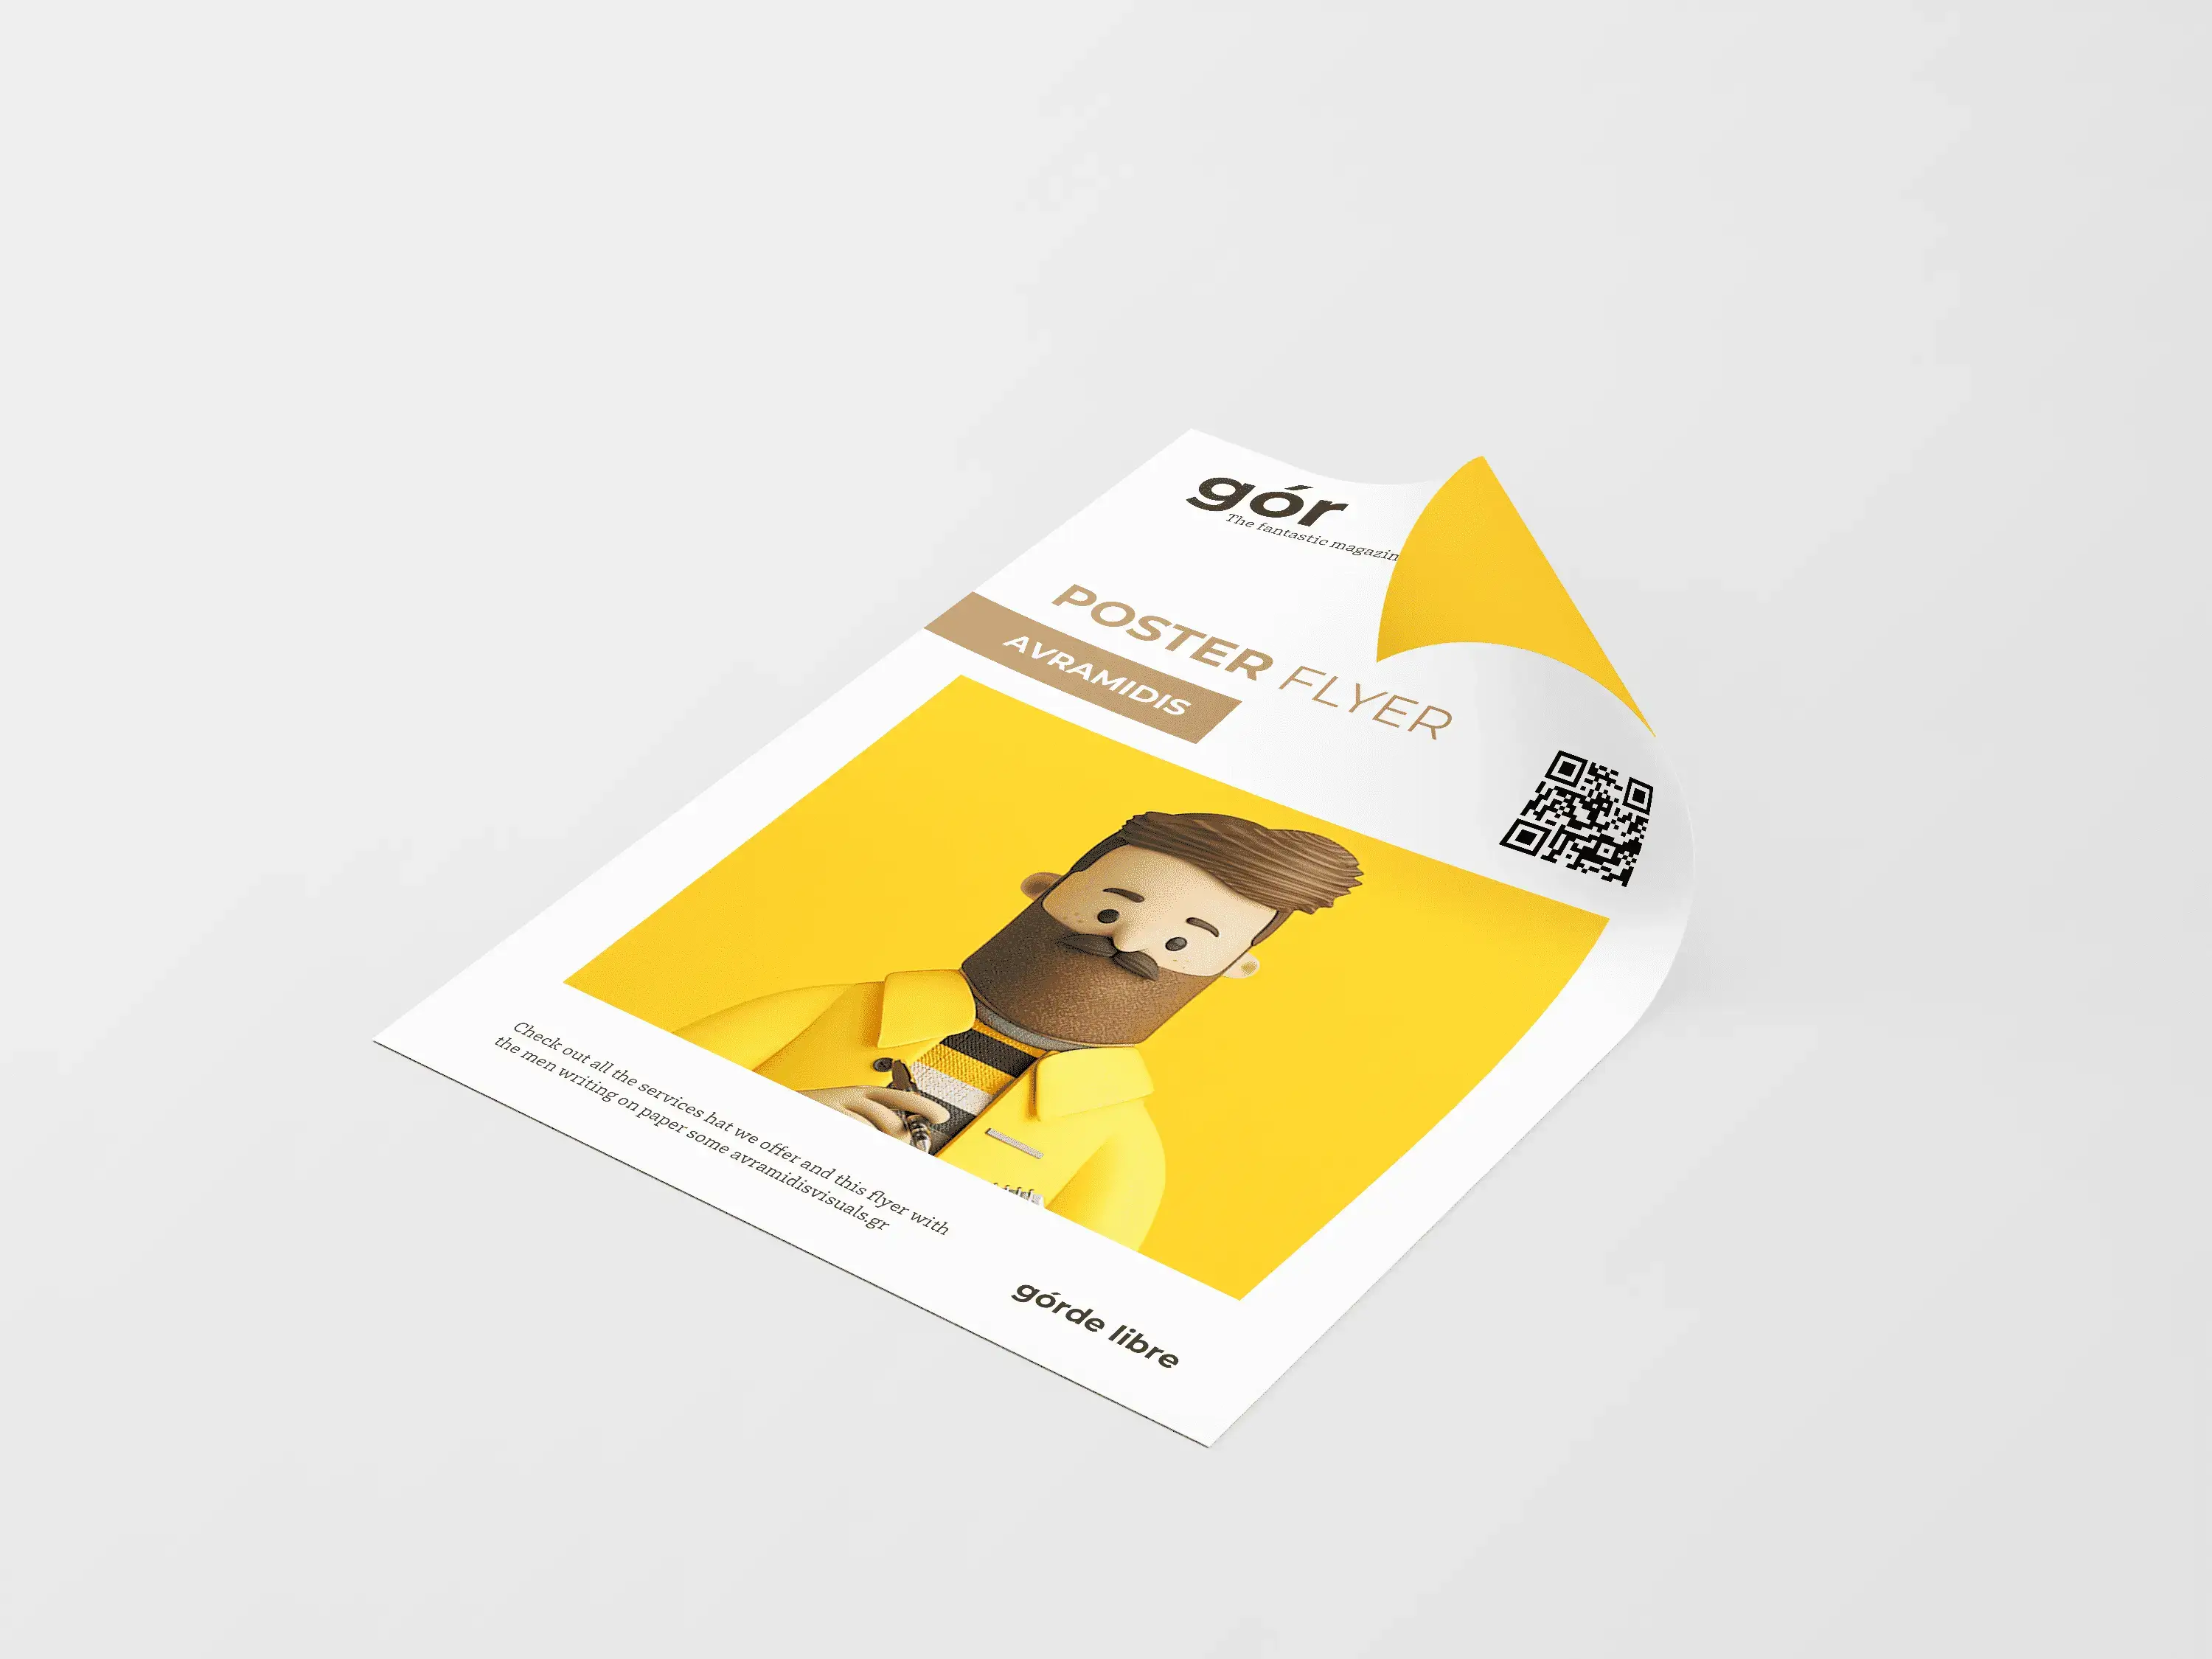 gór
The fantastic magazin
POSTER FLYER
AVRAMIDIS
Check out all the services hat we offer and this flyer with
the men writing on paper some avramidisvisuals.gr
górde libre